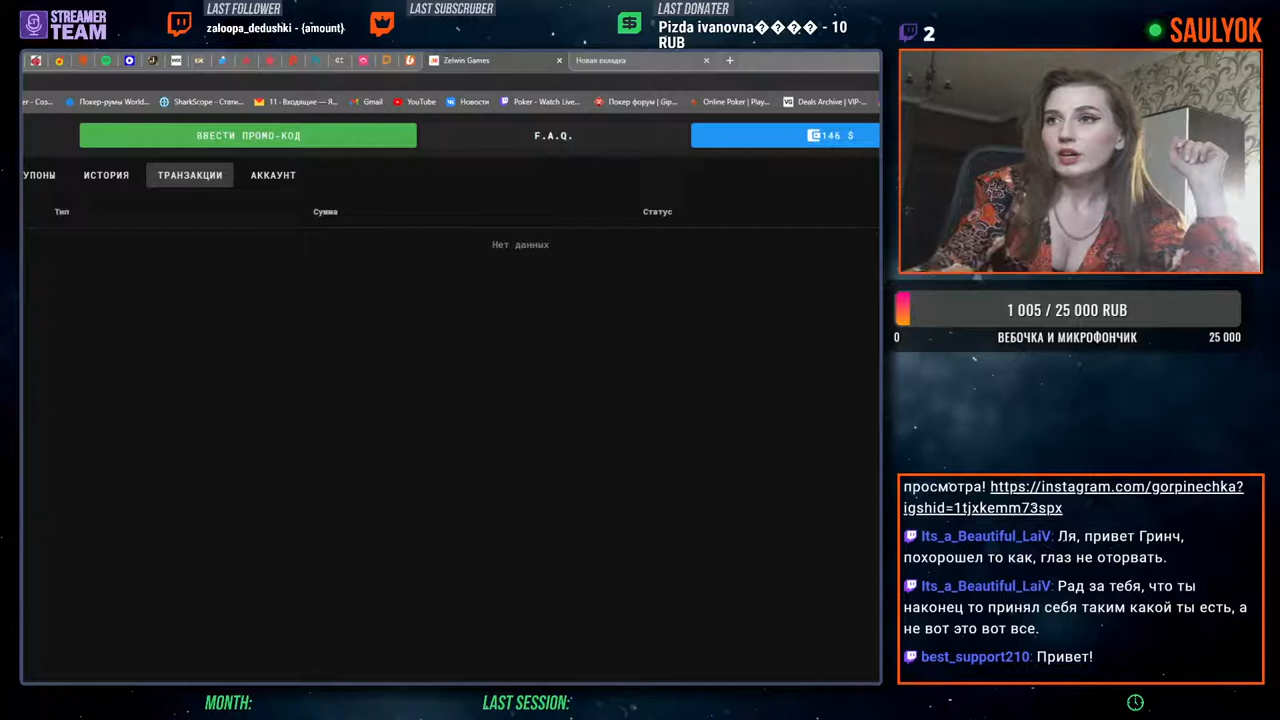 STREAMER
TEAM
LAST FOLLOWER
zaloopa_dedushki - {amount}
LAST SUBSCRUBER
LAST DONATER
Pizda ivanovna���� - 10
RUB
2
SAULYOK
Zelwin Games
Новая вкладка
er - Соз...
Покер-румы World...
SharkScope - Стати...
11 · Входящие — Я...
Gmail
YouTube
Новости
Poker - Watch Live...
Покер форум | Gip...
Online Poker | Play...
Deals Archive | VIP-...
ВВЕСТИ ПРОМО-КОД
F.A.Q.
146 $
УПОНЫ
ИСТОРИЯ
ТРАНЗАКЦИИ
АККАУНТ
Тип
Сумма
Статус
Нет данных
1 005 / 25 000 RUB
0
ВЕБОЧКА И МИКРОФОНЧИК
25 000
просмотра! https://instagram.com/gorpinechka?
igshid=1tjxkemm73spx
Its_a_Beautiful_LaiV: Ля, привет Гринч,
похорошел то как, глаз не оторвать.
Its_a_Beautiful_LaiV: Рад за тебя, что ты
наконец то принял себя таким какой ты есть, а
не вот это вот все.
best_support210: Привет!
MONTH:
LAST SESSION: